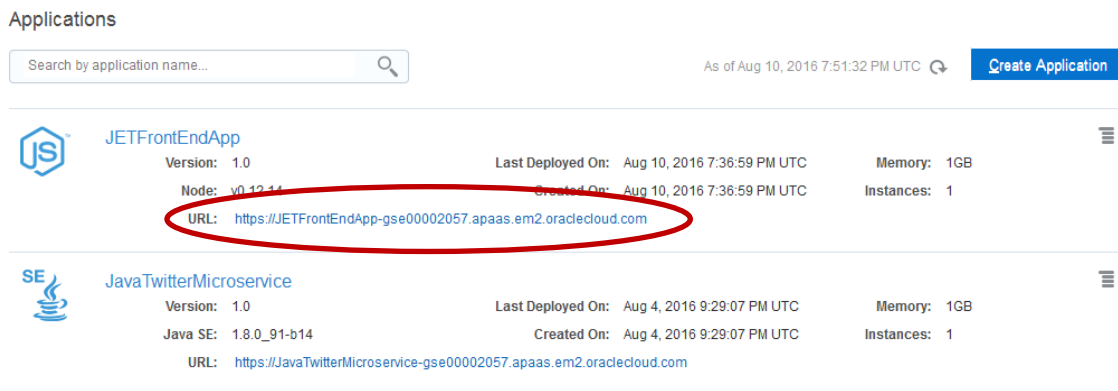 Applications
Search by application name... As of Aug 10, 2016 7:51:32 PM UTC Create Application
JS JETFrontEndApp
Version: 1.0 Last Deployed On: Aug 10, 2016 7:36:59 PM UTC Memory: 1GB
Node: v0.12.14 Created On: Aug 10, 2016 7:36:59 PM UTC Instances: 1
URL: https://JETFrontEndApp-gse00002057.apaas.em2.oraclecloud.com
SE JavaTwitterMicroservice
Version: 1.0 Last Deployed On: Aug 4, 2016 9:29:07 PM UTC Memory: 1GB
Java SE: 1.8.0_91-b14 Created On: Aug 4, 2016 9:29:07 PM UTC Instances: 1
URL: https://JavaTwitterMicroservice-gse00002057.apaas.em2.oraclecloud.com